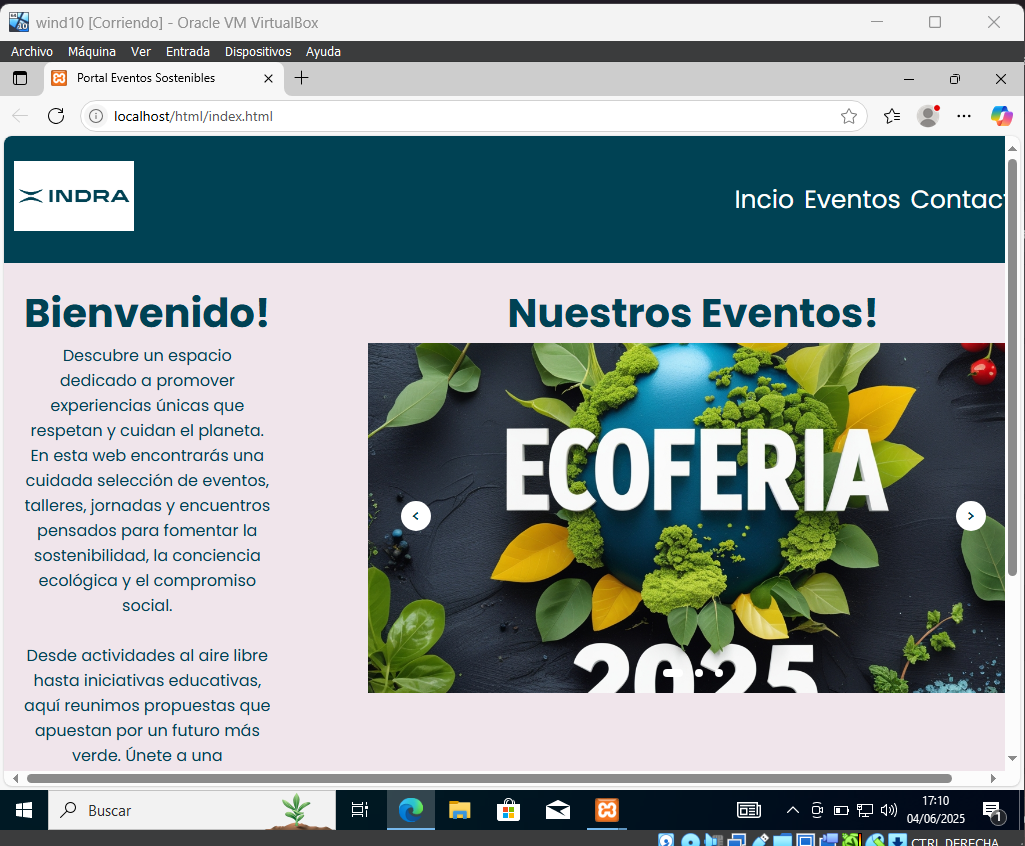 wind10 [Corriendo] - Oracle VM VirtualBox
Archivo Máquina Ver Entrada Dispositivos Ayuda
Portal Eventos Sostenibles
localhost/html/index.html
INDRA
Incio Eventos Contact
Bienvenido!
Nuestros Eventos!
Descubre un espacio
dedicado a promover
experiencias únicas que
respetan y cuidan el planeta.
En esta web encontrarás una
cuidada selección de eventos,
talleres, jornadas y encuentros
pensados para fomentar la
sostenibilidad, la conciencia
ecológica y el compromiso
social.
Desde actividades al aire libre
hasta iniciativas educativas,
aquí reunimos propuestas que
apuestan por un futuro más
verde. Únete a una
ECOFERIA
2025
Buscar
17:10
04/06/2025
1
CTRL DERECHA